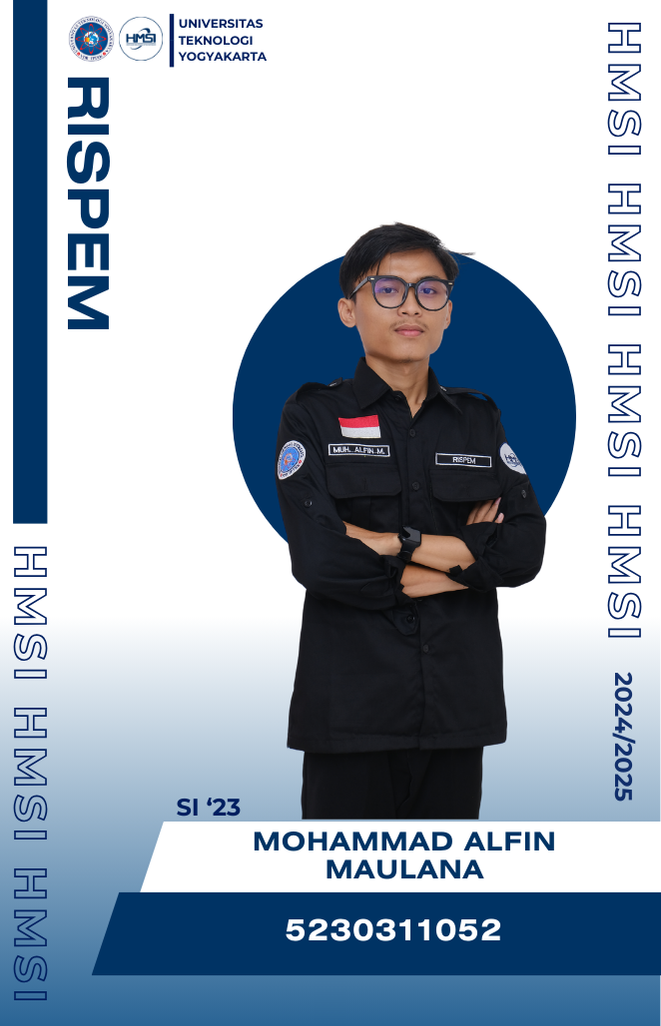 HMSI
UNIVERSITAS
TEKNOLOGI
YOGYAKARTA
RISPEM
HMSI HMSI HMSI HMSI
2024/2025
MUH. ALFIN.M.
RISPEM
HMSI HMSI HMSI
SI ‘23
MOHAMMAD ALFIN
MAULANA
5230311052